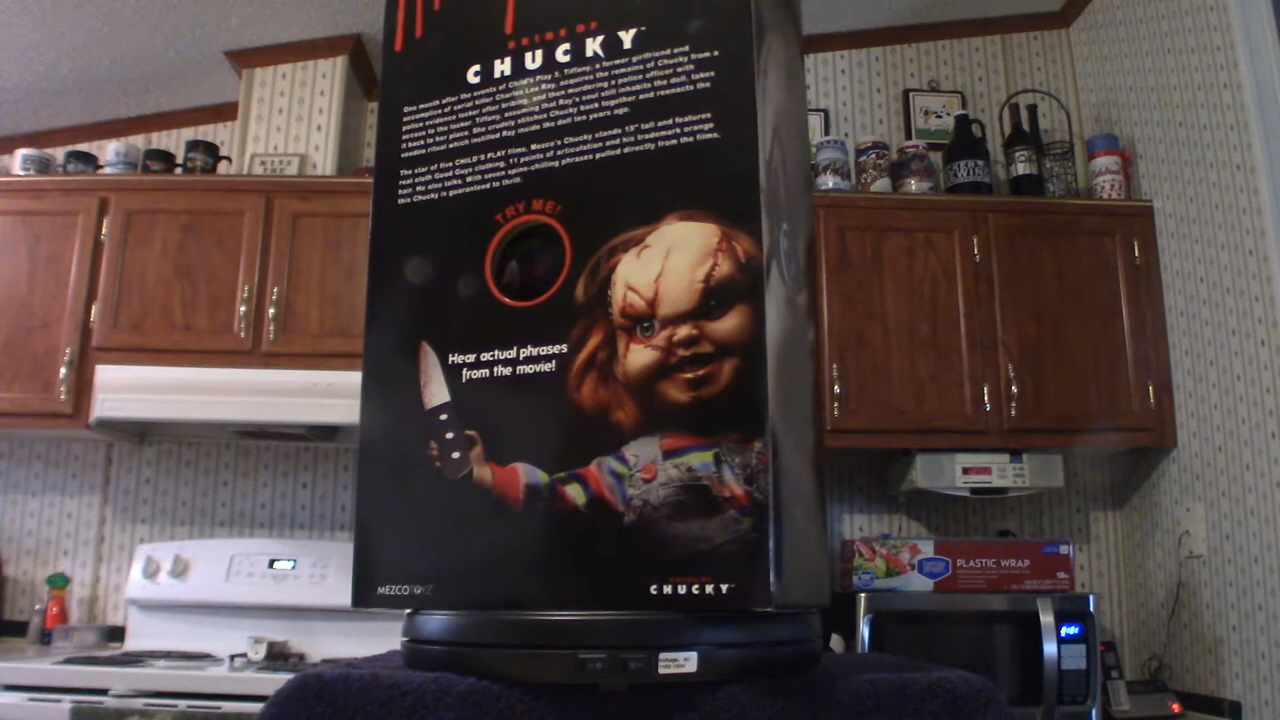 BRIDE OF
CHUCKY™
One month after the events of Child's Play 3, Tiffany, a former girlfriend and
accomplice of serial killer Charles Lee Ray, acquires the remains of Chucky from a
police evidence locker after bribing, and then murdering a police officer with
access to the locker. Tiffany, assuming that Ray's soul still inhabits the doll, takes
it back to her place. She crudely stitches Chucky back together and reenacts the
voodoo ritual which instilled Ray inside the doll ten years ago.
The star of five CHILD'S PLAY films, Mezco's Chucky stands 15" tall and features
real cloth Good Guys clothing, 11 points of articulation and his trademark orange
hair. He also talks. With seven spine-chilling phrases pulled directly from the films,
this Chucky is guaranteed to thrill.
TRY ME!
Hear actual phrases
from the movie!
MEZCOTOYZ
BRIDE OF
CHUCKY™
PLASTIC WRAP